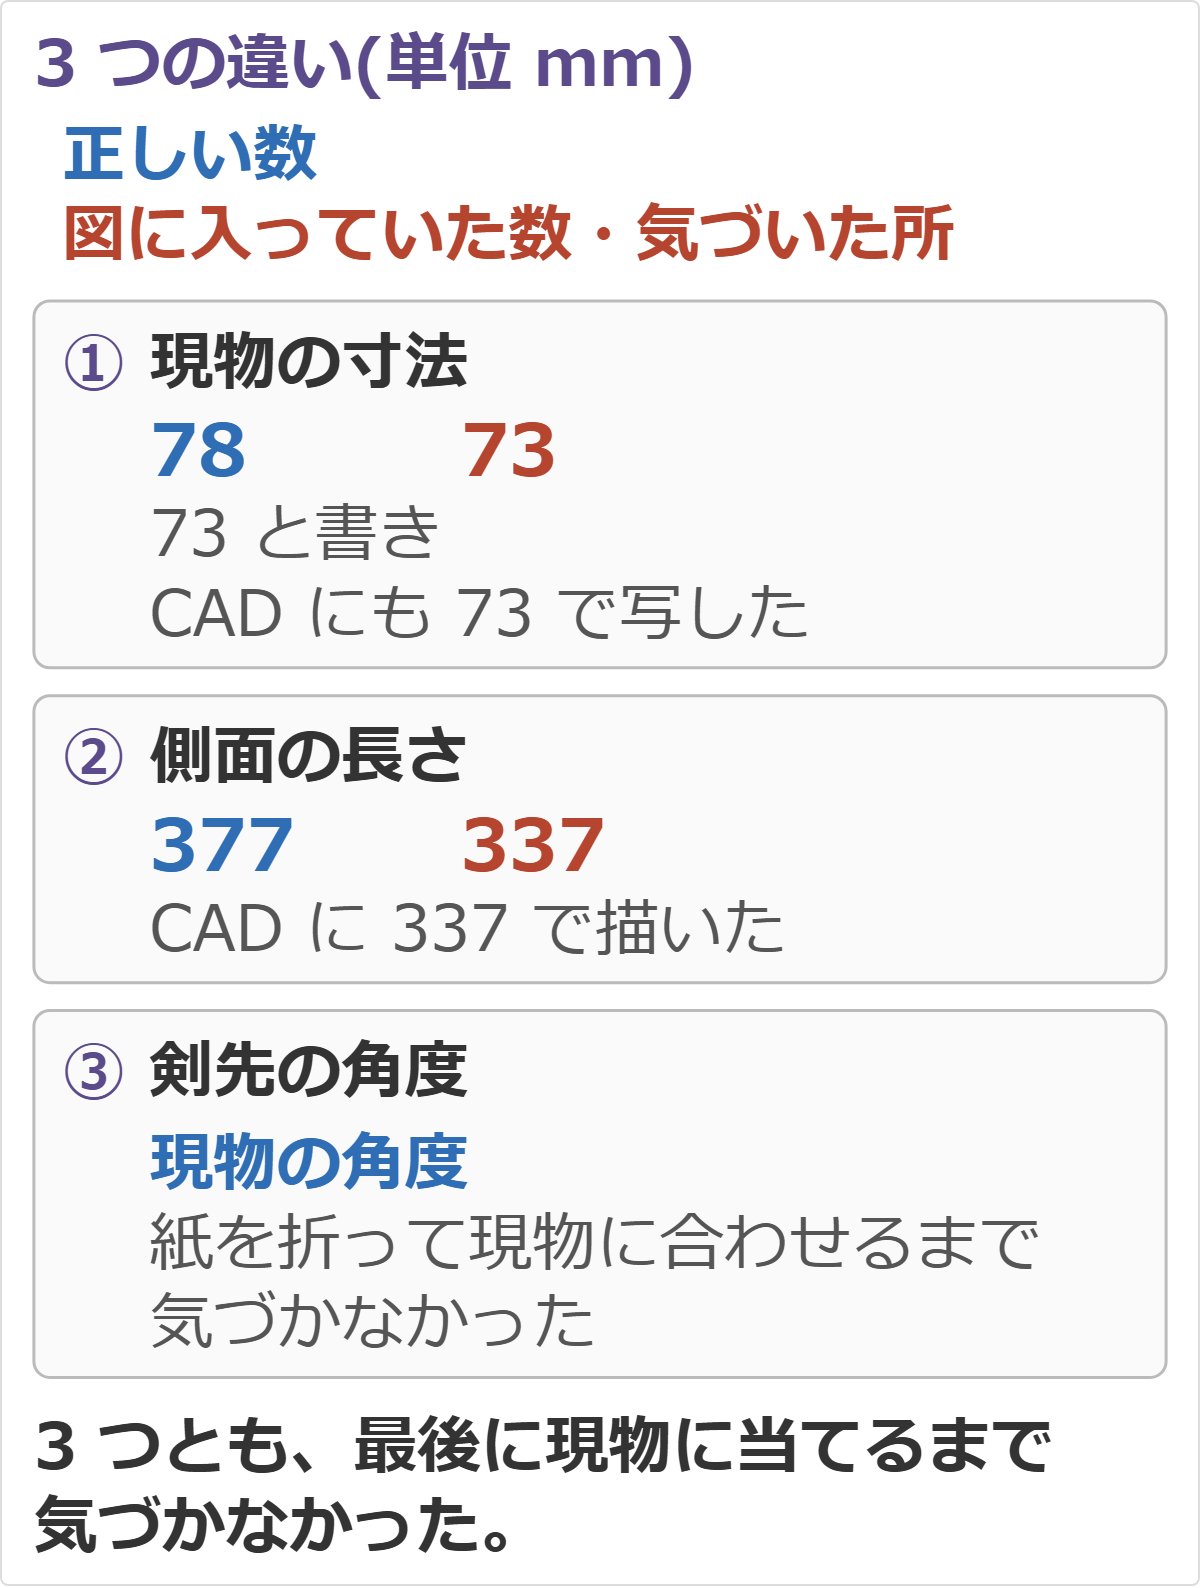 3 つの違い(単位 mm)
正しい数
図に入っていた数・気づいた所
① 現物の寸法
78 73
73 と書き
CAD にも 73 で写した
② 側面の長さ
377 337
CAD に 337 で描いた
③ 剣先の角度
現物の角度
紙を折って現物に合わせるまで
気づかなかった
3 つとも、最後に現物に当てるまで
気づかなかった。